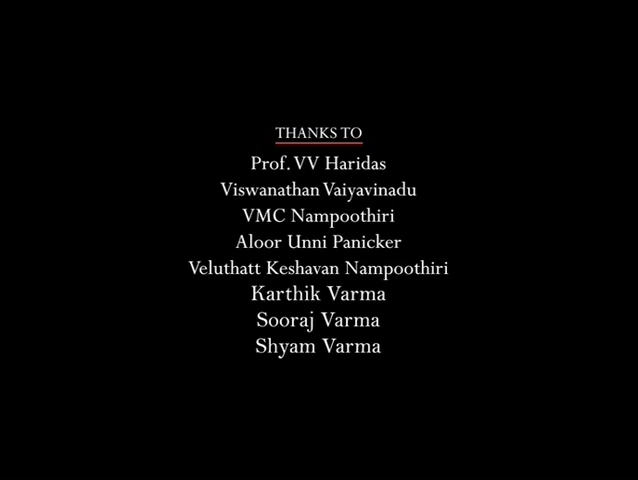 THANKS TO
Prof. VV Haridas
Viswanathan Vaiyavinadu
VMC Nampoothiri
Aloor Unni Panicker
Veluthatt Keshavan Nampoothiri
Karthik Varma
Sooraj Varma
Shyam Varma